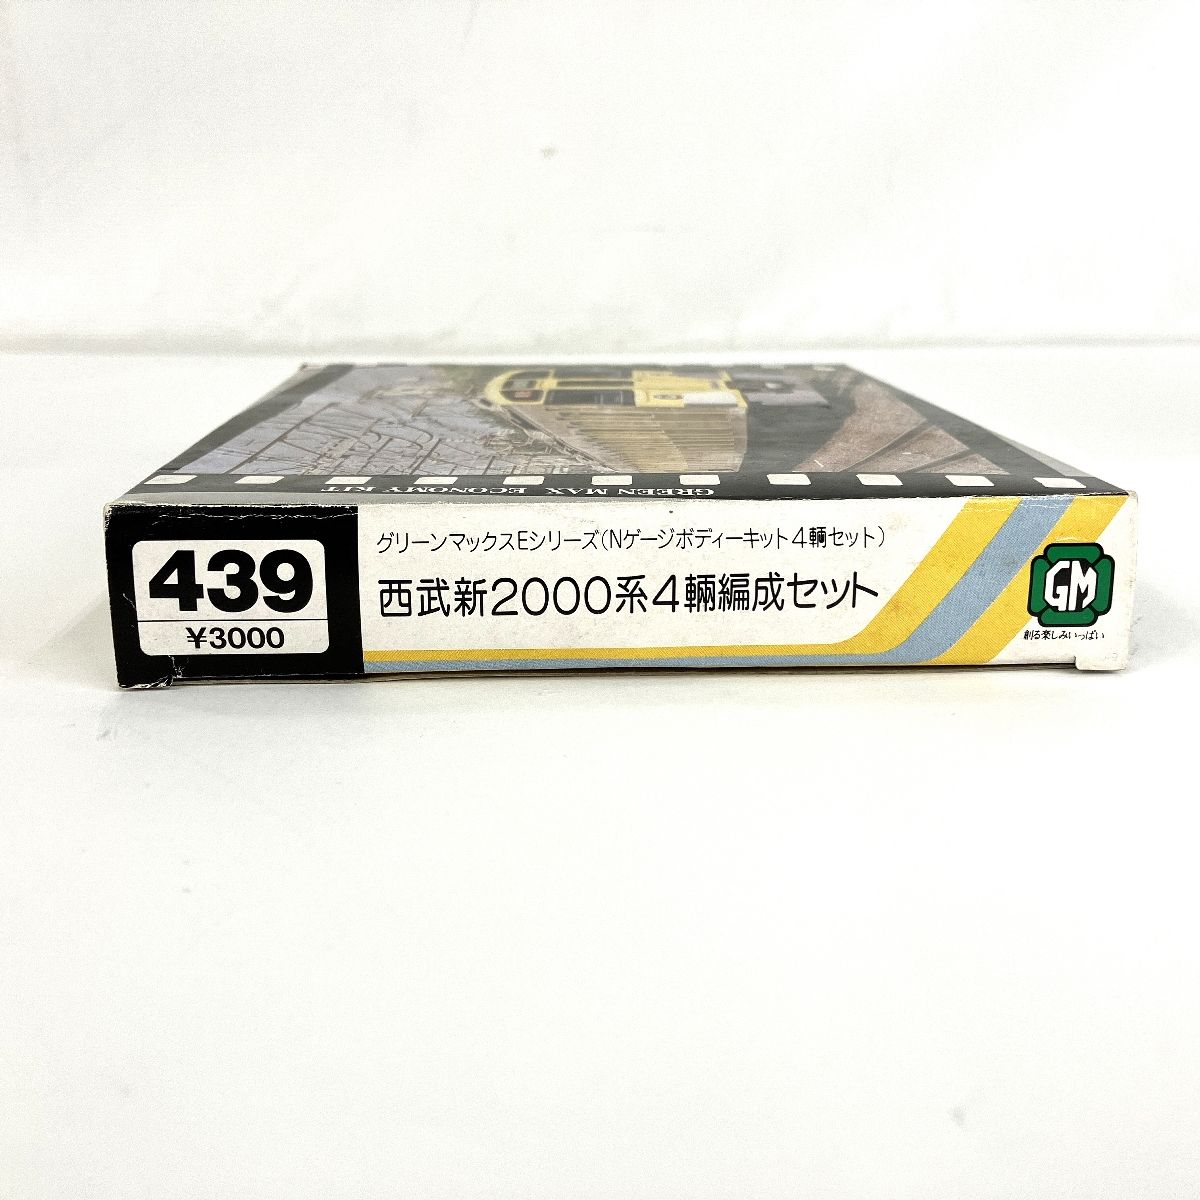 GREEN MAX ECONOMY KIT
439
¥3000
グリーンマックスEシリーズ(Nゲージボディーキット4輌セット)
西武新2000系4輌編成セット
GM
創る楽しみいっぱい